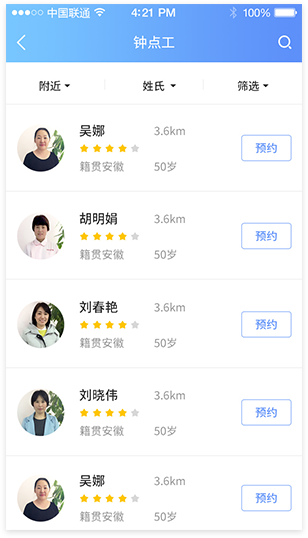 中国联通 4:21 PM 100%
钟点工
附近 姓氏 筛选
吴娜 3.6km
预约
籍贯安徽 50岁
胡明娟 3.6km
预约
籍贯安徽 50岁
刘春艳 3.6km
预约
籍贯安徽 50岁
刘晓伟 3.6km
预约
籍贯安徽 50岁
吴娜 3.6km
预约
籍贯安徽 50岁